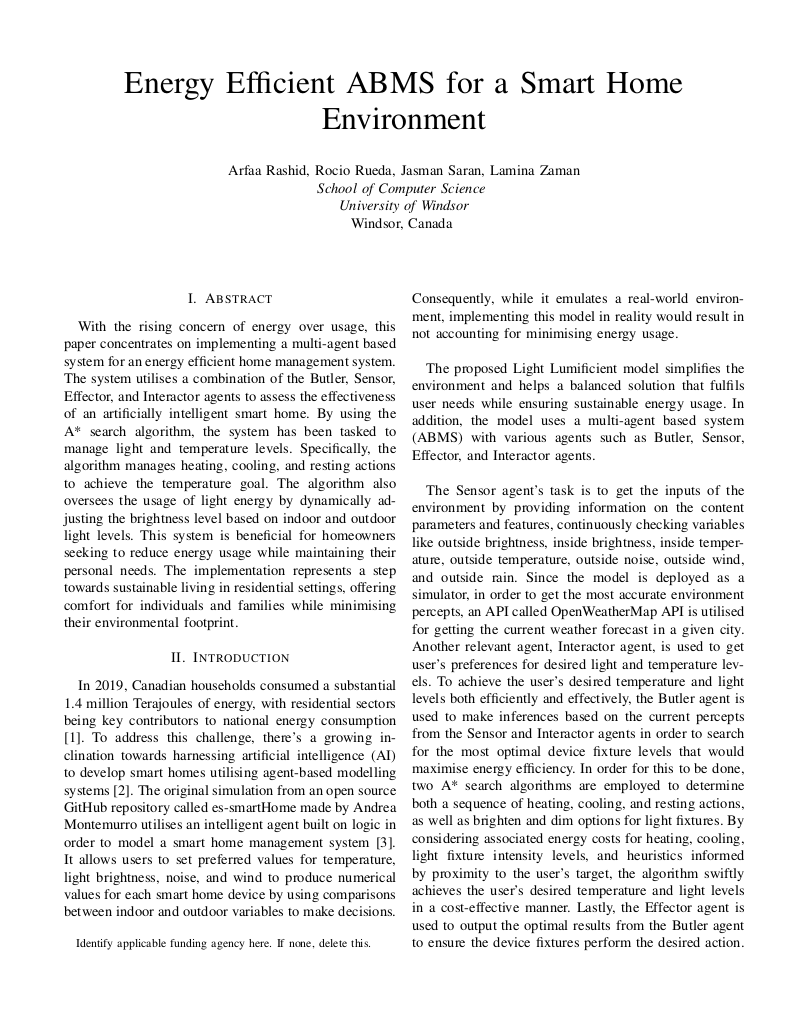 Energy Efficient ABMS for a Smart Home
Environment
Arfaa Rashid, Rocio Rueda, Jasman Saran, Lamina Zaman
School of Computer Science
University of Windsor
Windsor, Canada
I. ABSTRACT
With the rising concern of energy over usage, this
paper concentrates on implementing a multi-agent based
system for an energy efficient home management system.
The system utilises a combination of the Butler, Sensor,
Effector, and Interactor agents to assess the effectiveness
of an artificially intelligent smart home. By using the
A* search algorithm, the system has been tasked to
manage light and temperature levels. Specifically, the
algorithm manages heating, cooling, and resting actions
to achieve the temperature goal. The algorithm also
oversees the usage of light energy by dynamically ad-
justing the brightness level based on indoor and outdoor
light levels. This system is beneficial for homeowners
seeking to reduce energy usage while maintaining their
personal needs. The implementation represents a step
towards sustainable living in residential settings, offering
comfort for individuals and families while minimising
their environmental footprint.
II. INTRODUCTION
In 2019, Canadian households consumed a substantial
1.4 million Terajoules of energy, with residential sectors
being key contributors to national energy consumption
[1]. To address this challenge, there's a growing in-
clination towards harnessing artificial intelligence (AI)
to develop smart homes utilising agent-based modelling
systems [2]. The original simulation from an open source
GitHub repository called es-smartHome made by Andrea
Montemurro utilises an intelligent agent built on logic in
order to model a smart home management system [3].
It allows users to set preferred values for temperature,
light brightness, noise, and wind to produce numerical
values for each smart home device by using comparisons
between indoor and outdoor variables to make decisions.
Identify applicable funding agency here. If none, delete this.
Consequently, while it emulates a real-world environ-
ment, implementing this model in reality would result in
not accounting for minimising energy usage.
The proposed Light Lumificient model simplifies the
environment and helps a balanced solution that fulfils
user needs while ensuring sustainable energy usage. In
addition, the model uses a multi-agent based system
(ABMS) with various agents such as Butler, Sensor,
Effector, and Interactor agents.
The Sensor agent's task is to get the inputs of the
environment by providing information on the content
parameters and features, continuously checking variables
like outside brightness, inside brightness, inside temper-
ature, outside temperature, outside noise, outside wind,
and outside rain. Since the model is deployed as a
simulator, in order to get the most accurate environment
percepts, an API called OpenWeatherMap API is utilised
for getting the current weather forecast in a given city.
Another relevant agent, Interactor agent, is used to get
user's preferences for desired light and temperature lev-
els. To achieve the user's desired temperature and light
levels both efficiently and effectively, the Butler agent is
used to make inferences based on the current percepts
from the Sensor and Interactor agents in order to search
for the most optimal device fixture levels that would
maximise energy efficiency. In order for this to be done,
two A* search algorithms are employed to determine
both a sequence of heating, cooling, and resting actions,
as well as brighten and dim options for light fixtures. By
considering associated energy costs for heating, cooling,
light fixture intensity levels, and heuristics informed
by proximity to the user's target, the algorithm swiftly
achieves the user's desired temperature and light levels
in a cost-effective manner. Lastly, the Effector agent is
used to output the optimal results from the Butler agent
to ensure the device fixtures perform the desired action.